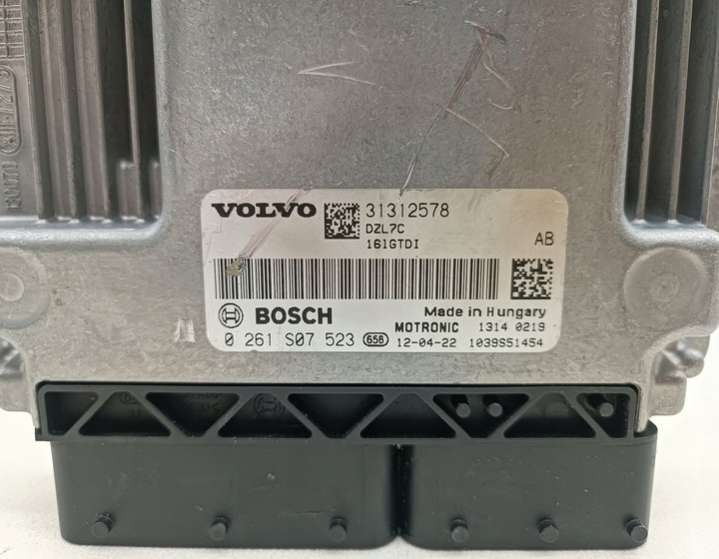 VOLVO 31312578
DZL7C
161GTDI AB
BOSCH Made in Hungary
MOTRONIC 1314 0219
0 261 S07 523 656 12-04-22 1039S51454